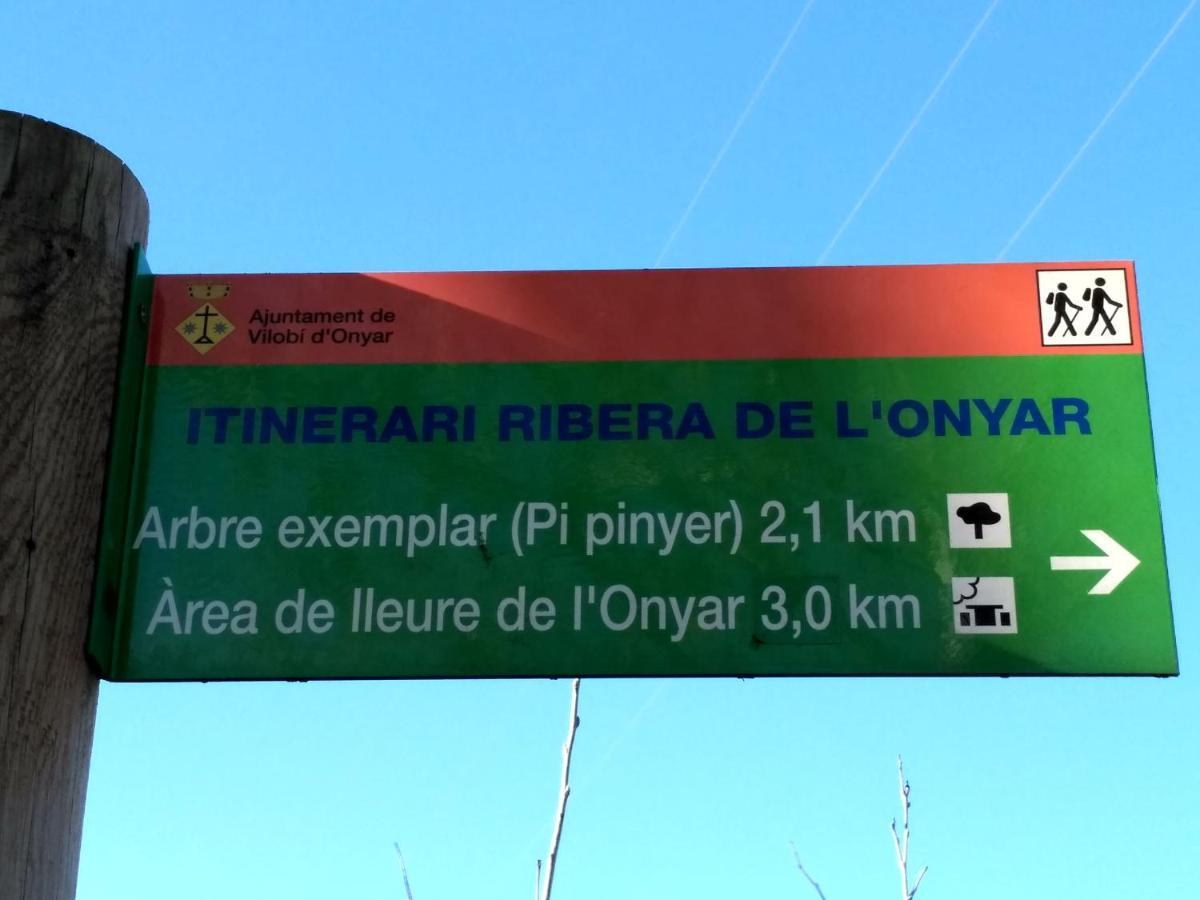 Ajuntament de
Vilobí d'Onyar
ITINERARI RIBERA DE L'ONYAR
Arbre exemplar (Pi pinyer) 2,1 km
Àrea de lleure de l'Onyar 3,0 km